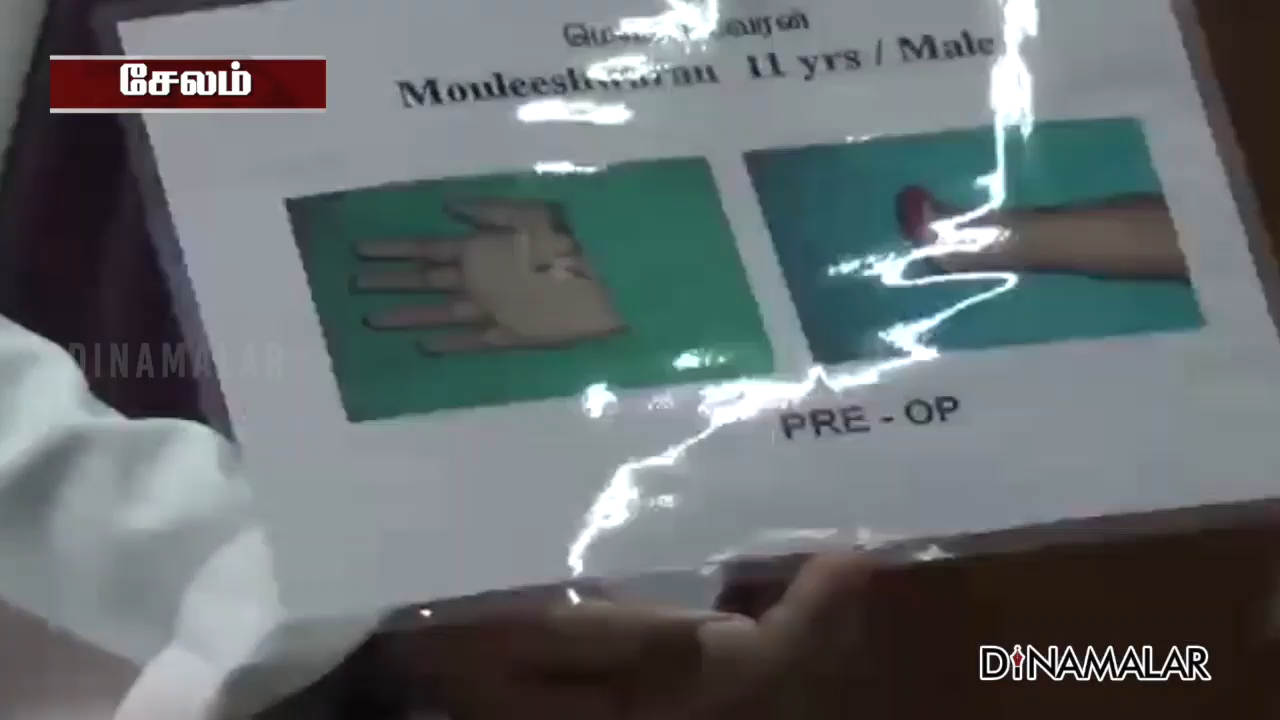 சேலம்
Mouleeshwaran 11 yrs / Male
PRE - OP
DINAMALAR
DINAMALAR